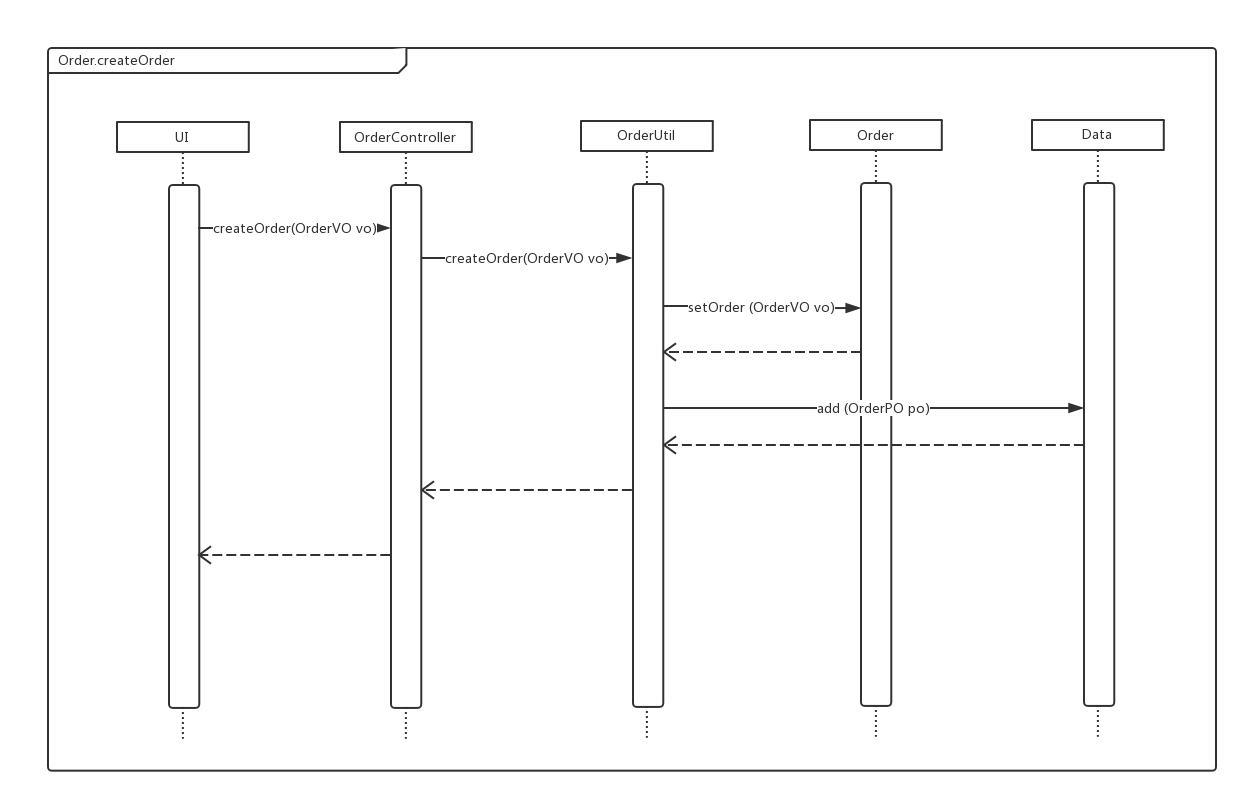 Order.createOrder
UI
OrderController
OrderUtil
Order
Data
createOrder(OrderVO vo)
createOrder(OrderVO vo)
setOrder (OrderVO vo)
add (OrderPO po)